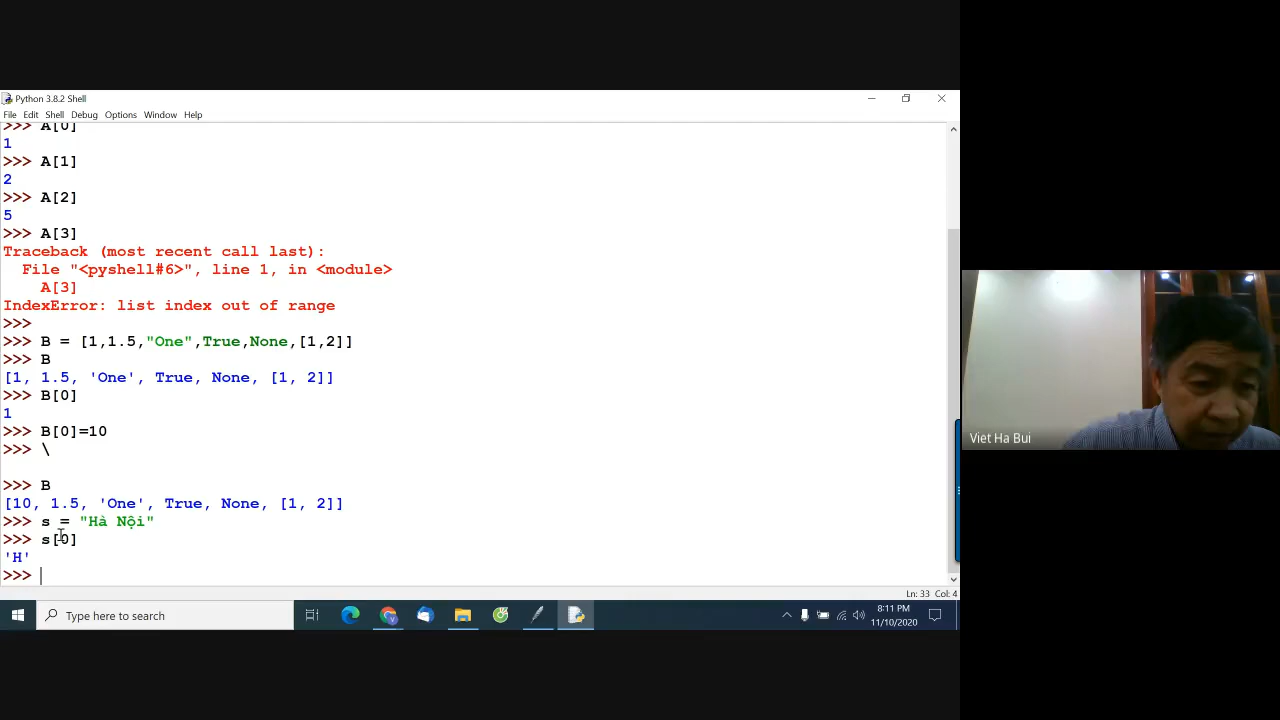 Python 3.8.2 Shell
File Edit Shell Debug Options Window Help
>>> A[0]
1
>>> A[1]
2
>>> A[2]
5
>>> A[3]
Traceback (most recent call last):
  File "<pyshell#6>", line 1, in <module>
    A[3]
IndexError: list index out of range
>>>
>>> B = [1,1.5,"One",True,None,[1,2]]
>>> B
[1, 1.5, 'One', True, None, [1, 2]]
>>> B[0]
1
>>> B[0]=10
>>> \
>>> B
[10, 1.5, 'One', True, None, [1, 2]]
>>> s = "Hà Nội"
>>> s[0]
'H'
>>>
Ln: 33 Col: 4
Type here to search
8:11 PM
11/10/2020
Viet Ha Bui